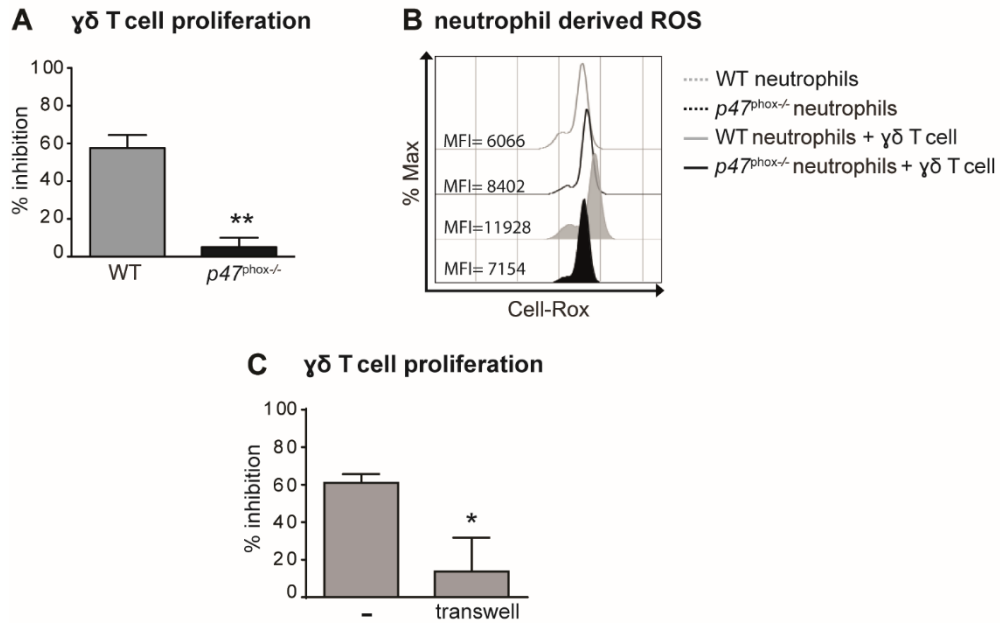 A ɣδ T cell proliferation
100
80
60
40
20
0
% inhibition
**
WT
p47phox-/-
B neutrophil derived ROS
% Max
MFI= 6066
MFI= 8402
MFI=11928
MFI= 7154
Cell-Rox
WT neutrophils
p47phox-/- neutrophils
WT neutrophils + ɣδ T cell
p47phox-/- neutrophils + ɣδ T cell
C ɣδ T cell proliferation
100
80
60
40
20
0
% inhibition
*
-
transwell